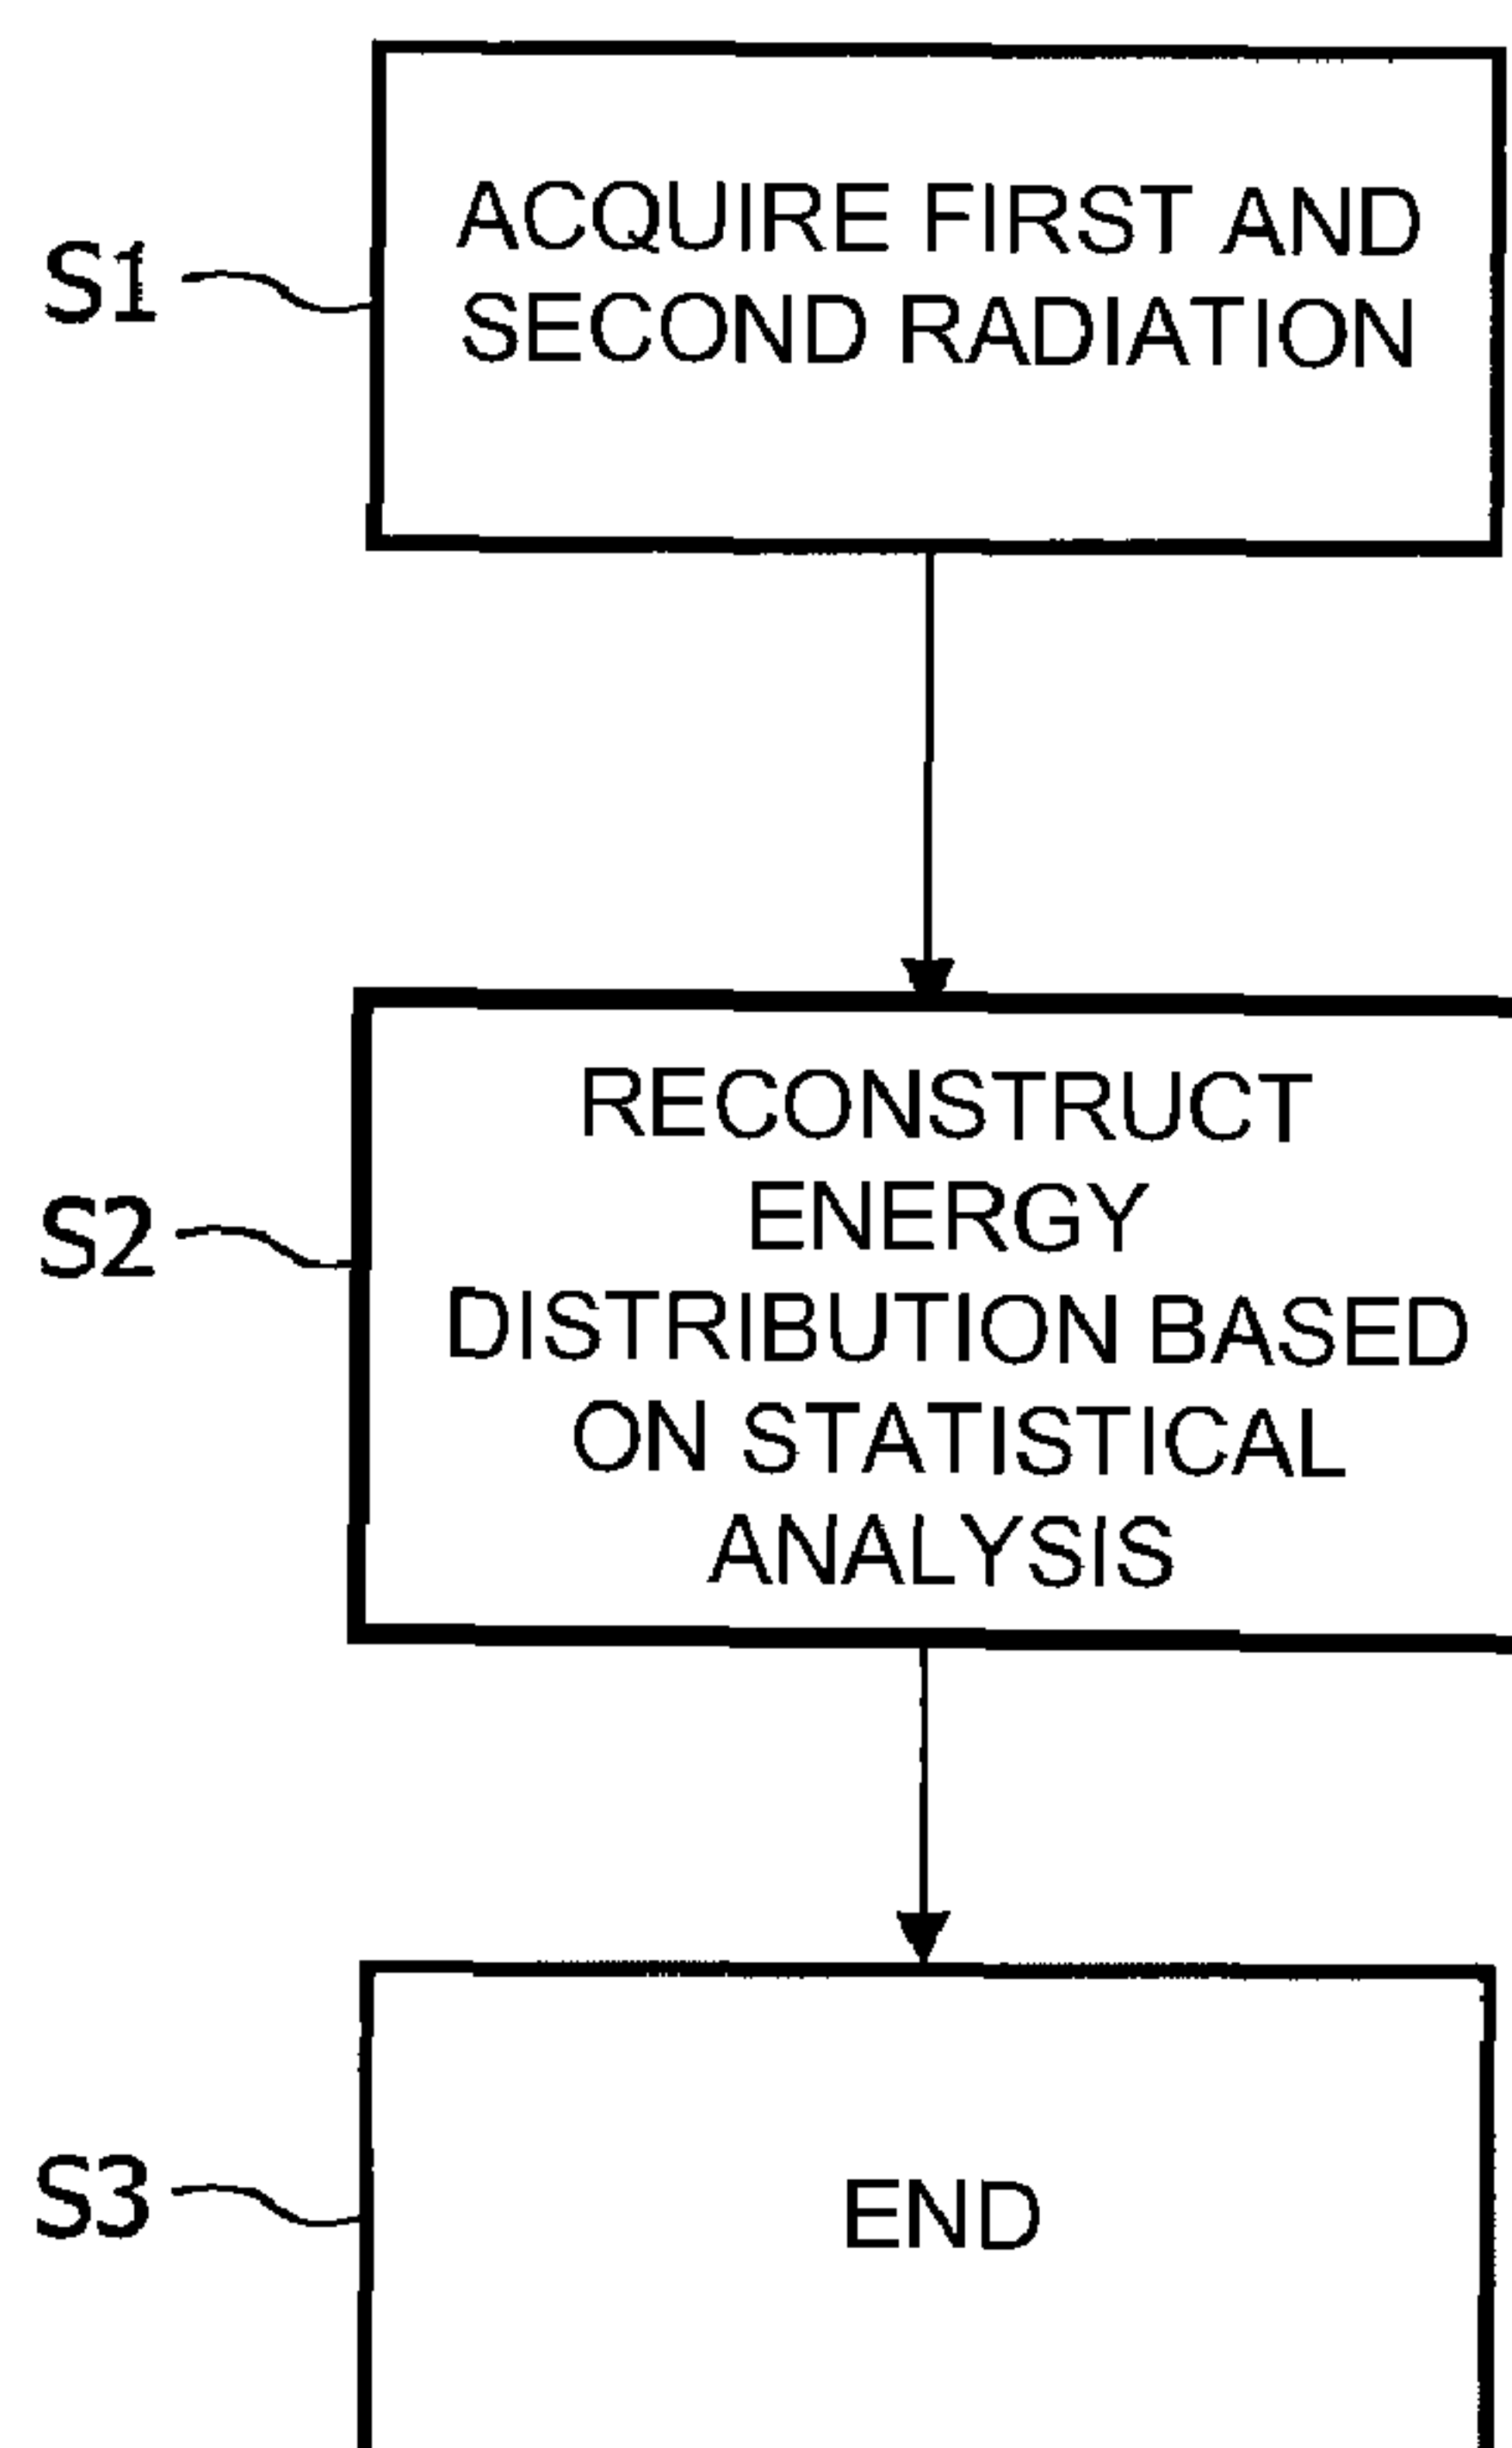 ACQUIRE FIRST AND
SECOND RADIATION
S1
RECONSTRUCT
ENERGY
DISTRIBUTION BASED
ON STATISTICAL
ANALYSIS
S2
END
S3